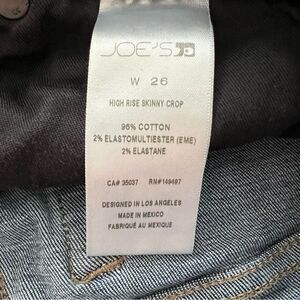 JOE'S
W 26
HIGH RISE SKINNY CROP
96% COTTON
2% ELASTOMULTIESTER (EME)
2% ELASTANE
CA# 35037 RN#149497
DESIGNED IN LOS ANGELES
MADE IN MEXICO
FABRIQUÉ AU MEXIQUE